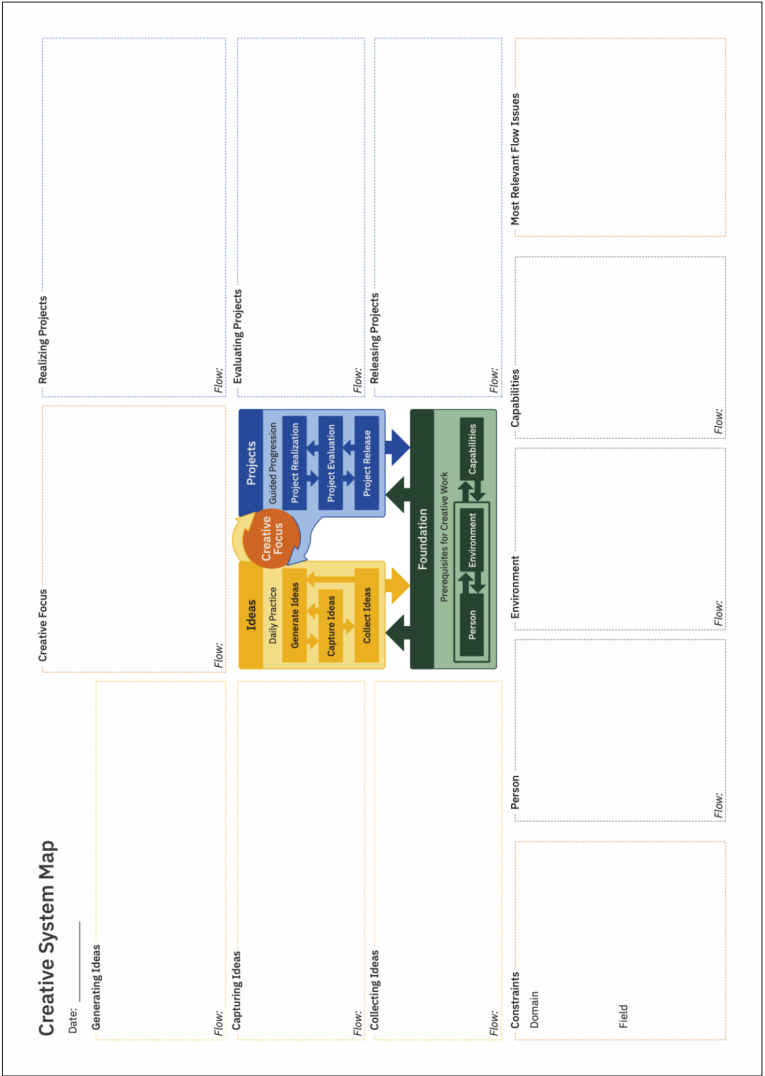 Creative System Map
Date:
Generating Ideas
Flow:
Capturing Ideas
Flow:
Collecting Ideas
Flow:
Creative Focus
Flow:
Realizing Projects
Flow:
Evaluating Projects
Flow:
Releasing Projects
Flow:
Ideas
Daily Practice
Generate Ideas
Capture Ideas
Collect Ideas
Creative
Focus
Projects
Guided Progression
Project Realization
Project Evaluation
Project Release
Foundation
Prerequisites for Creative Work
Person
Environment
Capabilities
Constraints
Domain
Field
Person
Flow:
Environment
Flow:
Capabilities
Flow:
Most Relevant Flow Issues